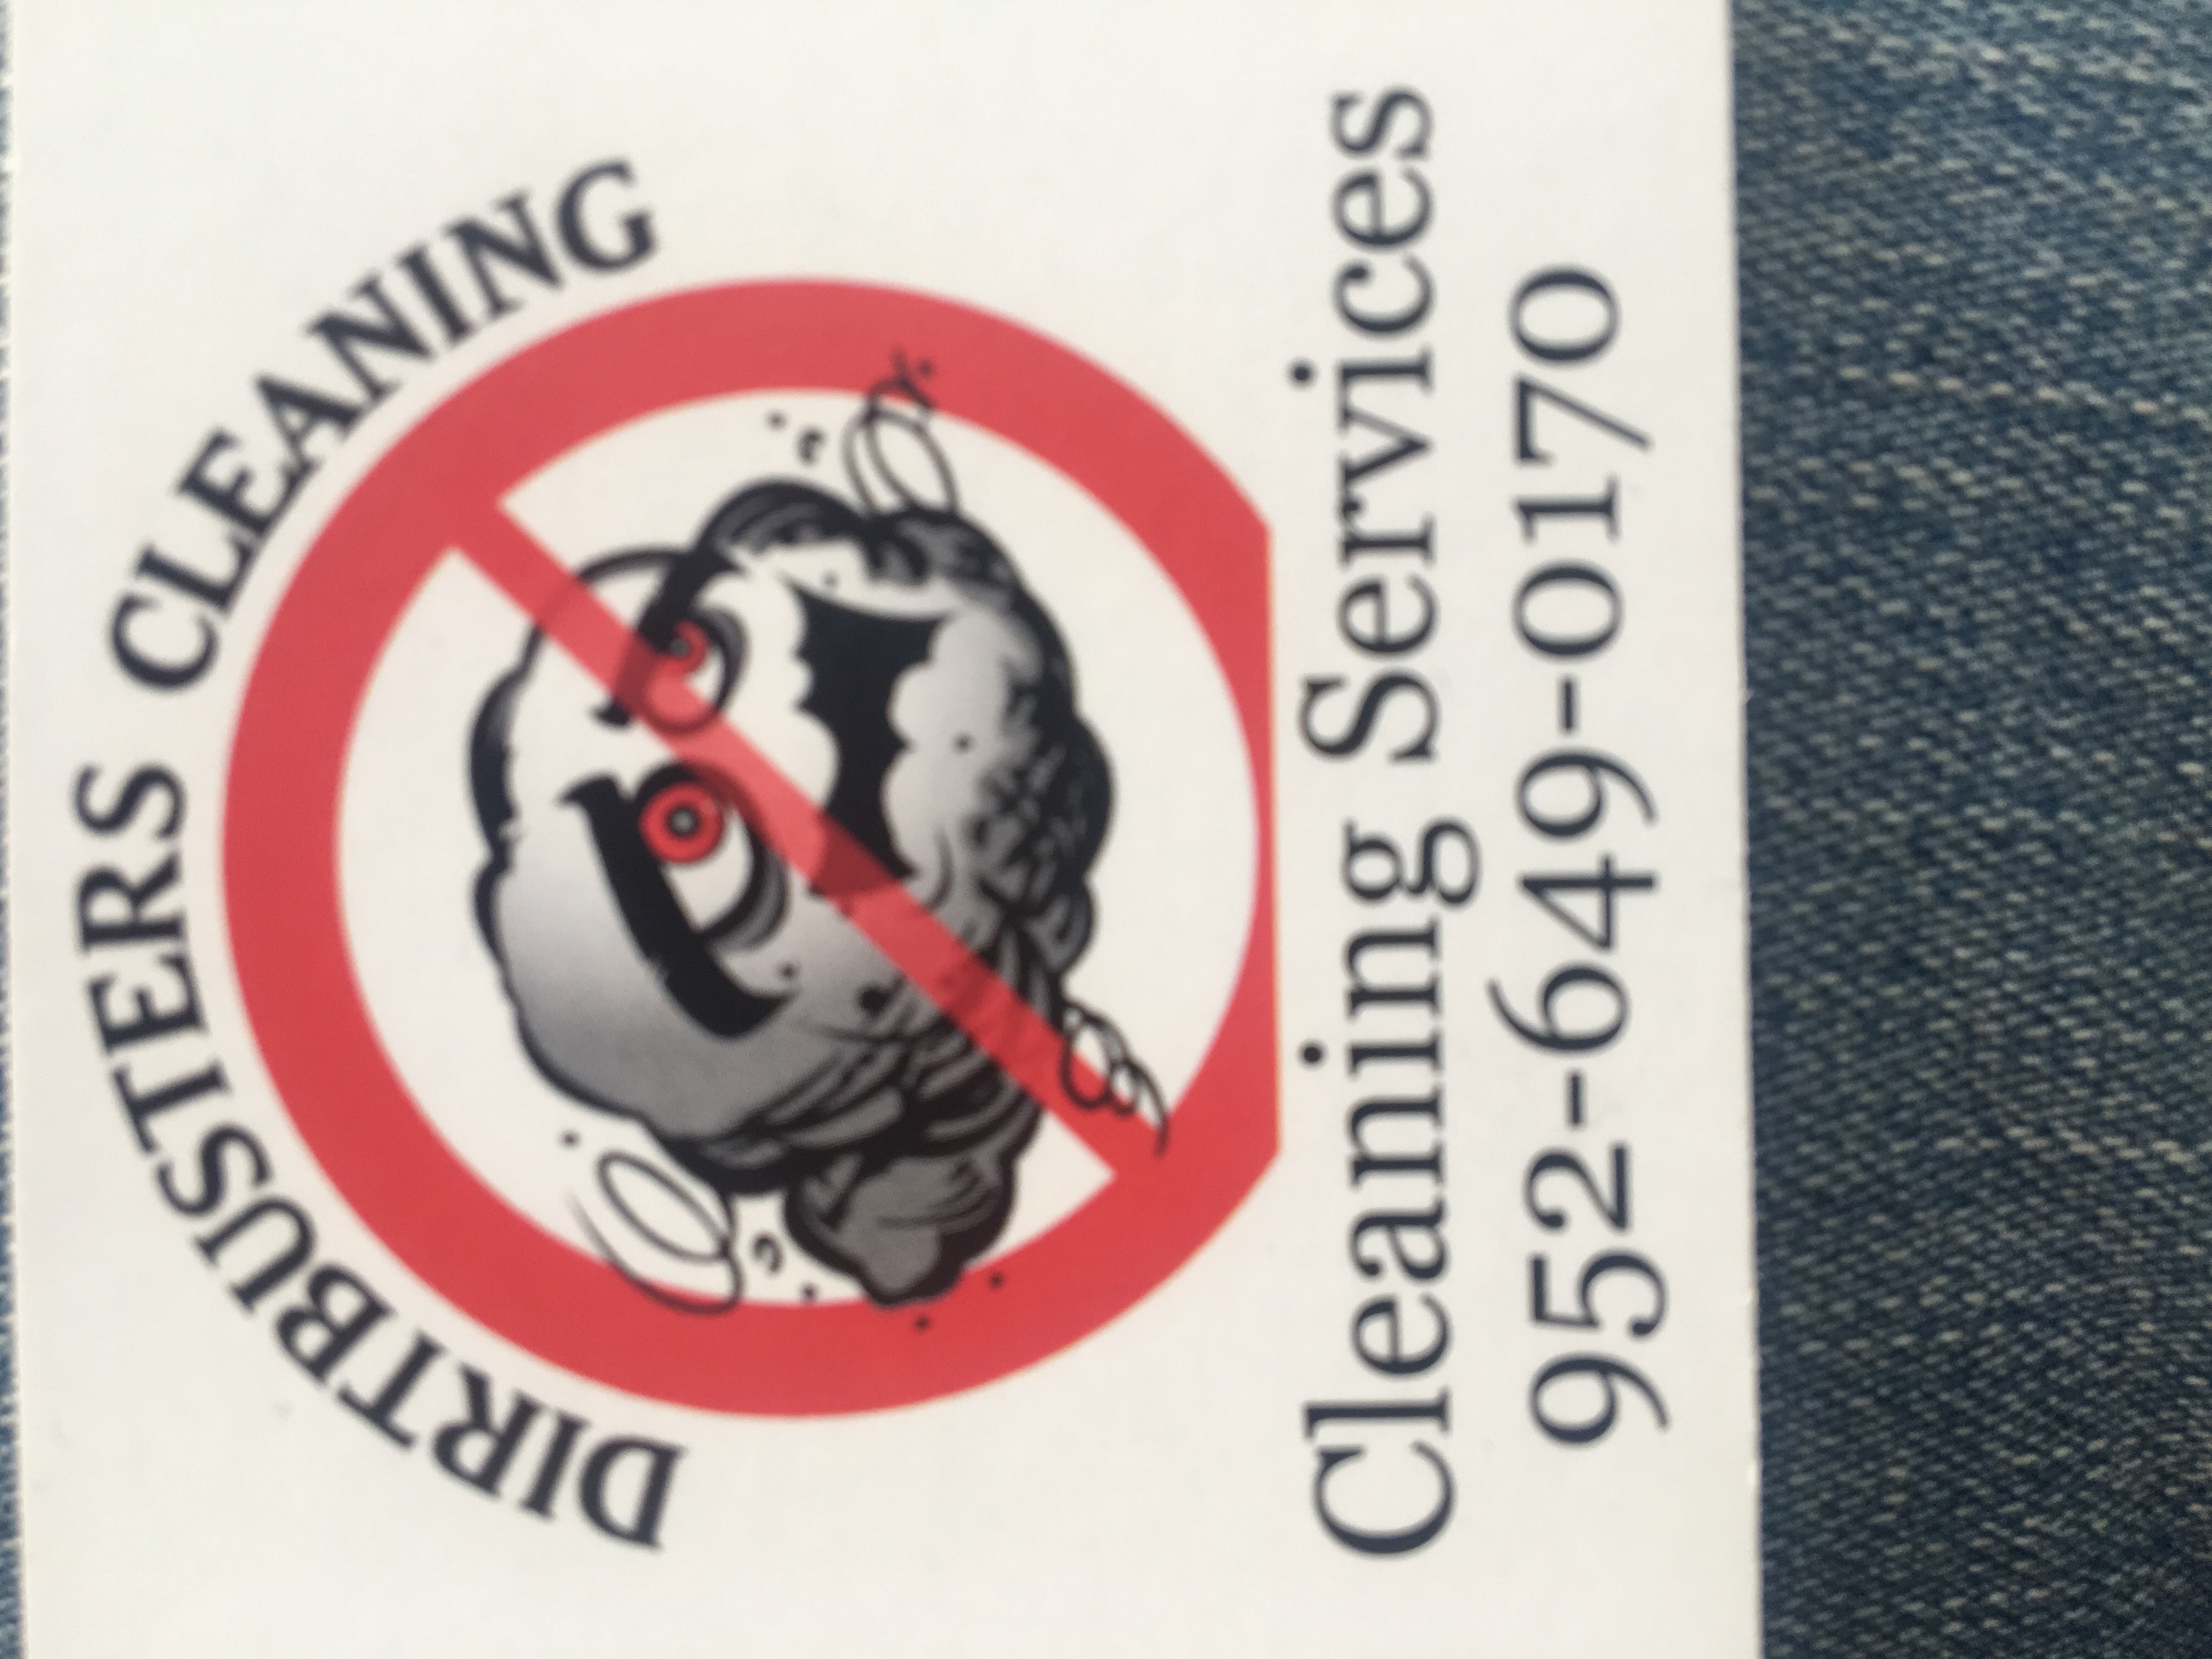 DIRTBUSTERS CLEANING
Cleaning Services
952-649-0170